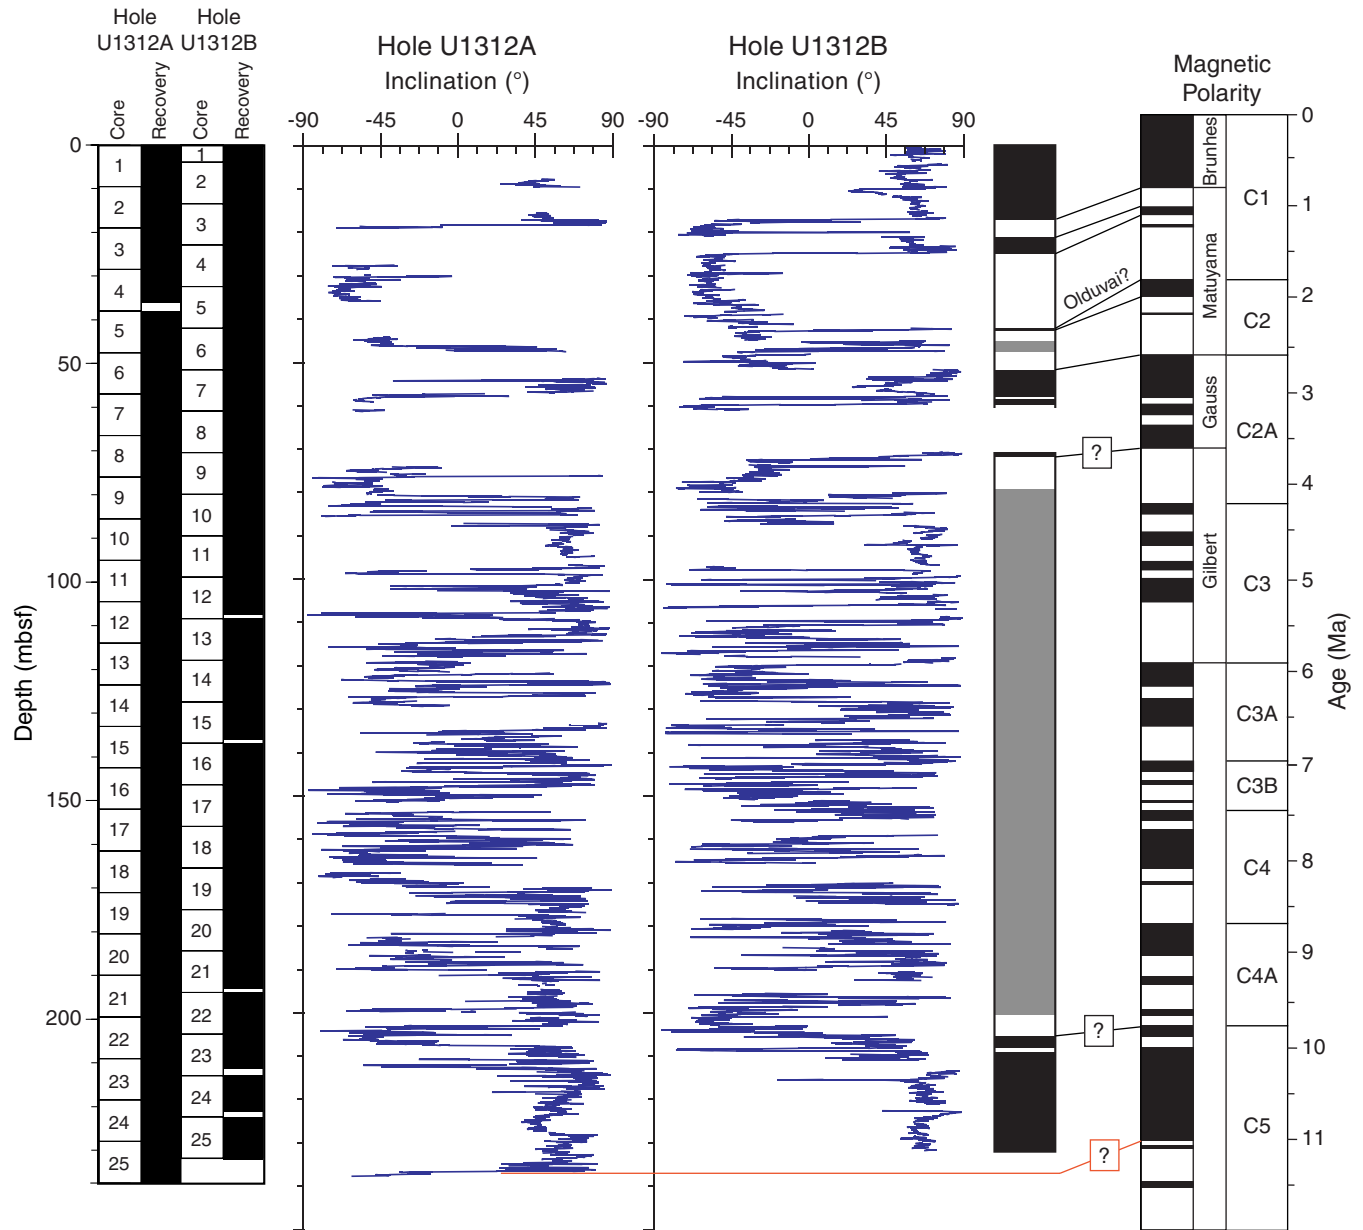 Hole Hole
U1312A U1312B
Core Recovery Core Recovery
Hole U1312A
Inclination (°)
-90 -45 0 45 90
Hole U1312B
Inclination (°)
-90 -45 0 45 90
Magnetic
Polarity
Depth (mbsf)
0
50
100
150
200
1
2
3
4
5
6
7
8
9
10
11
12
13
14
15
16
17
18
19
20
21
22
23
24
25
1
2
3
4
5
6
7
8
9
10
11
12
13
14
15
16
17
18
19
20
21
22
23
24
25
Olduvai?
?
?
?
Brunhes
Matuyama
Gauss
Gilbert
C1
C2
C2A
C3
C3A
C3B
C4
C4A
C5
0
1
2
3
4
5
6
7
8
9
10
11
Age (Ma)